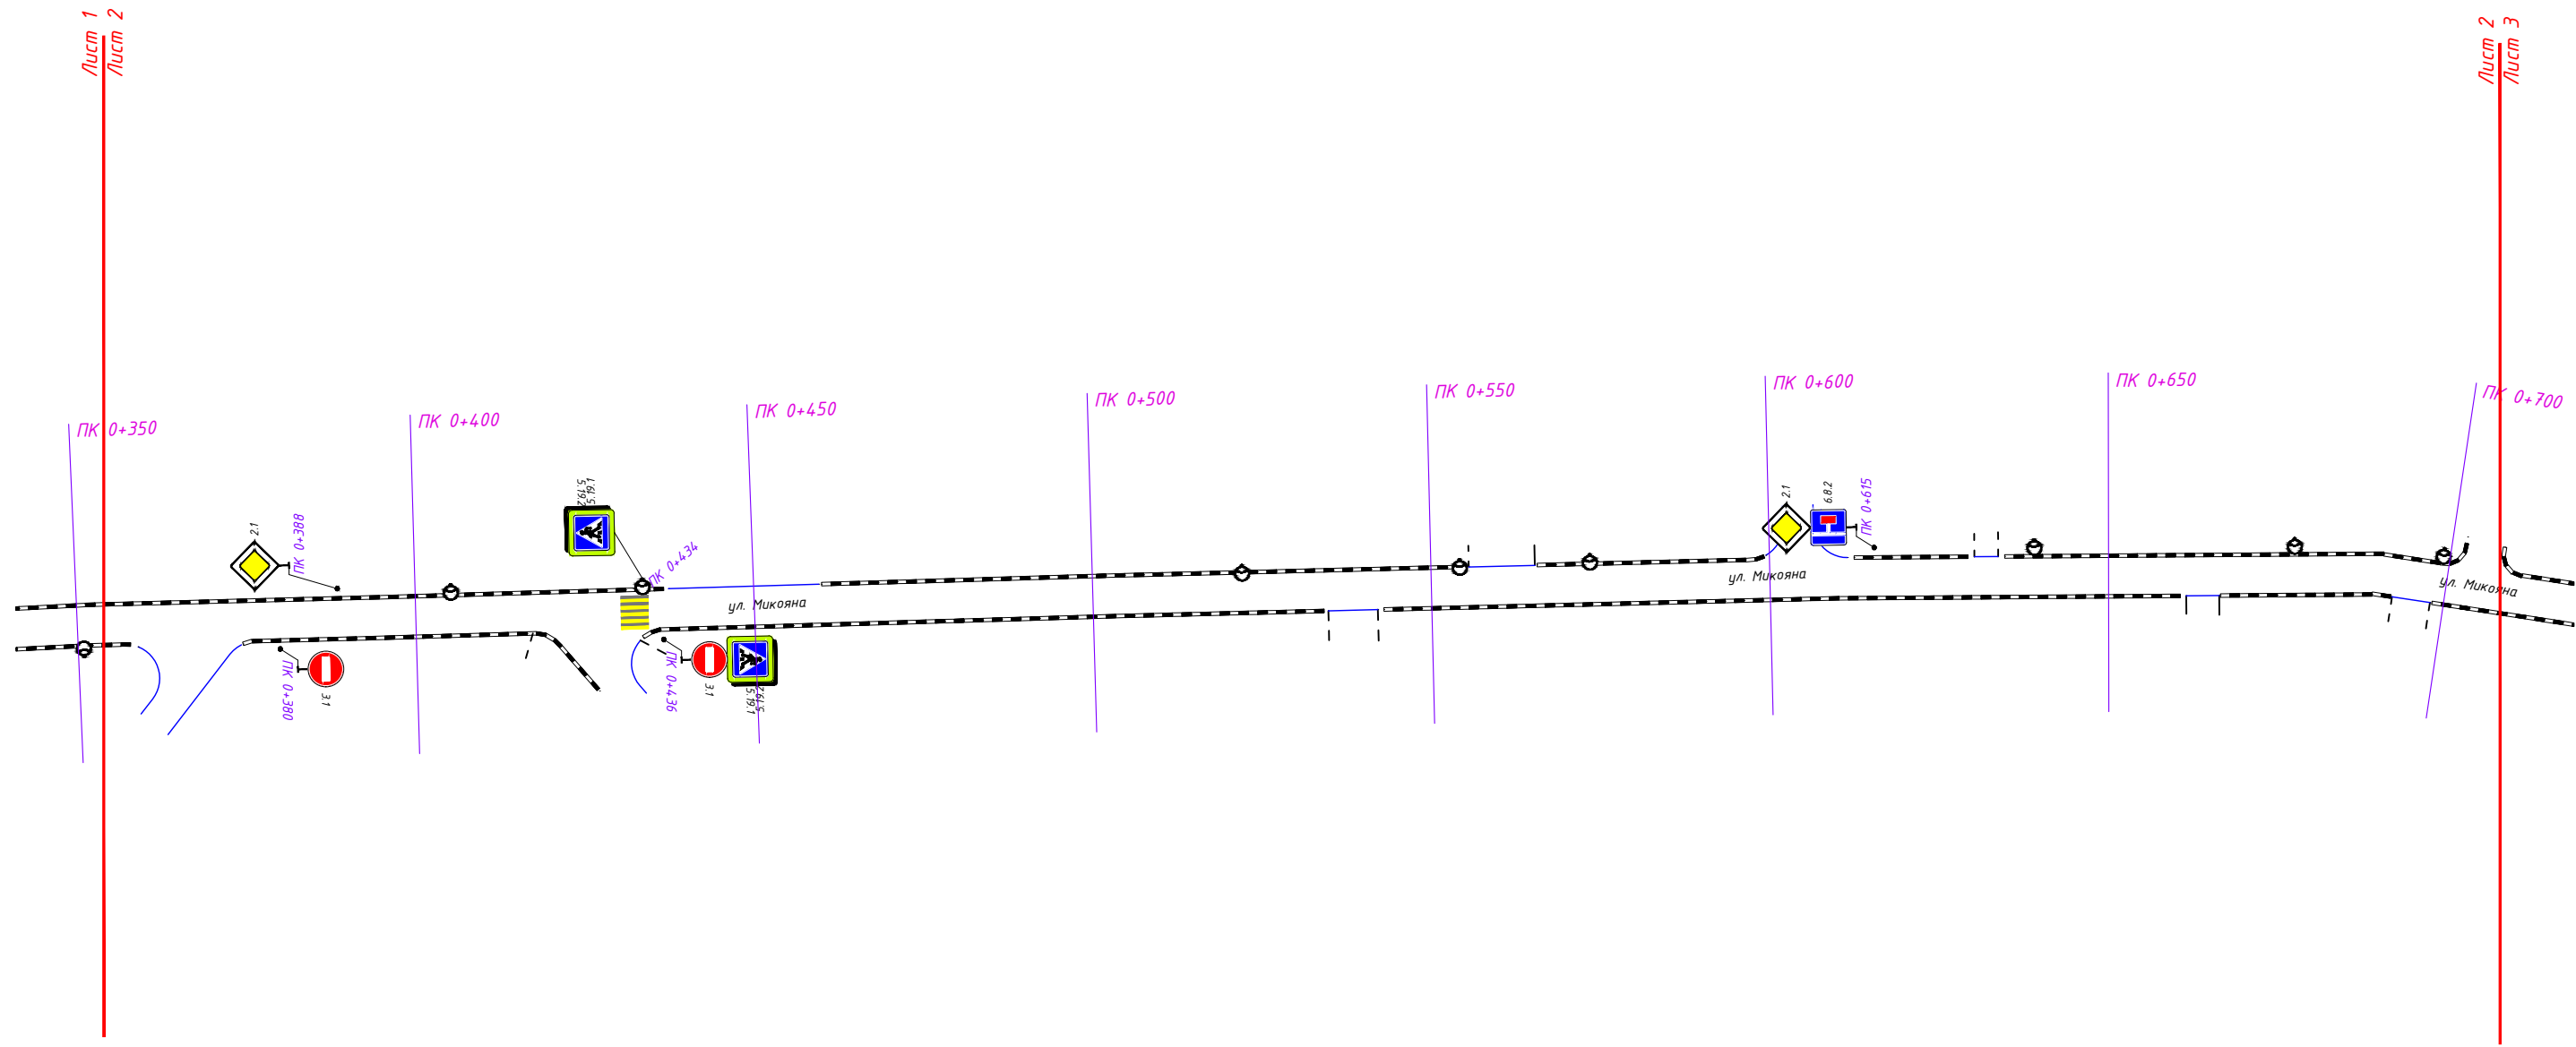 Лист 1
Лист 2
Лист 2
Лист 3
ПК 0+350
ПК 0+400
ПК 0+450
ПК 0+500
ПК 0+550
ПК 0+600
ПК 0+650
ПК 0+700
2.1
ПК 0+388
5.19.2
5.19.1
ПК 0+434
2.1
6.8.2
ПК 0+615
ул. Микояна
ул. Микояна
ул. Микояна
ПК 0+380
3.1
ПК 0+436
3.1
5.19.1
5.19.2